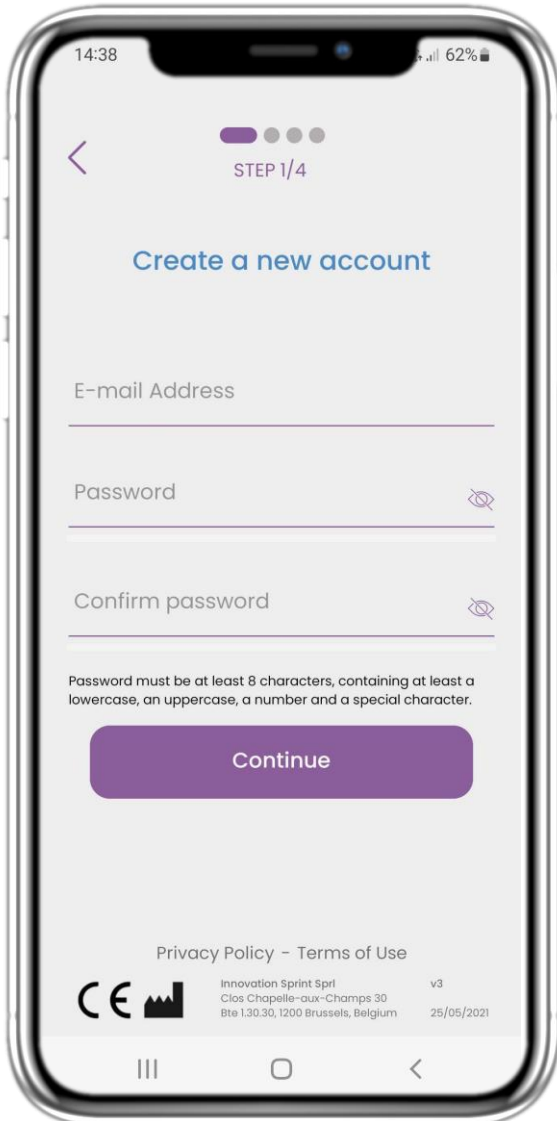 14:38
62%
STEP 1/4
Create a new account
E-mail Address
Password
Confirm password
Password must be at least 8 characters, containing at least a
lowercase, an uppercase, a number and a special character.
Continue
Privacy Policy - Terms of Use
CE
Innovation Sprint Sprl v3
Clos Chapelle-aux-Champs 30
Bte 1.30.30, 1200 Brussels, Belgium 25/05/2021